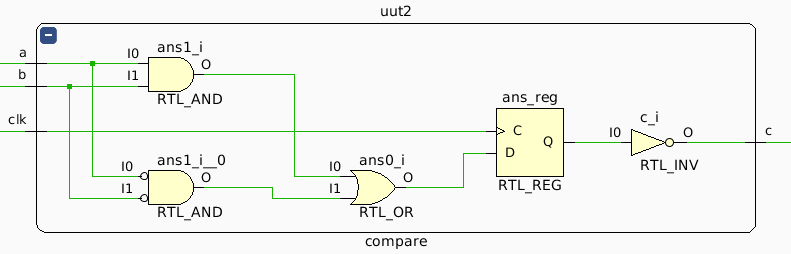 uut2
a
b
clk
I0
I1
ans1_i
O
RTL_AND
I0
I1
ans1_i__0
O
RTL_AND
I0
I1
ans0_i
O
RTL_OR
ans_reg
C
D
Q
RTL_REG
I0
c_i
O
RTL_INV
c
compare